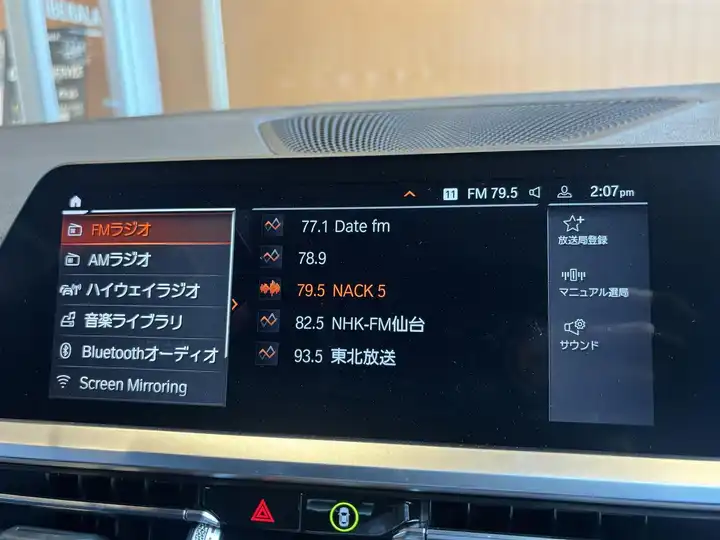 11 FM 79.5 2:07pm
FMラジオ
AMラジオ
ハイウェイラジオ
音楽ライブラリ
Bluetoothオーディオ
Screen Mirroring
77.1 Date fm
78.9
79.5 NACK 5
82.5 NHK-FM仙台
93.5 東北放送
放送局登録
マニュアル選局
サウンド